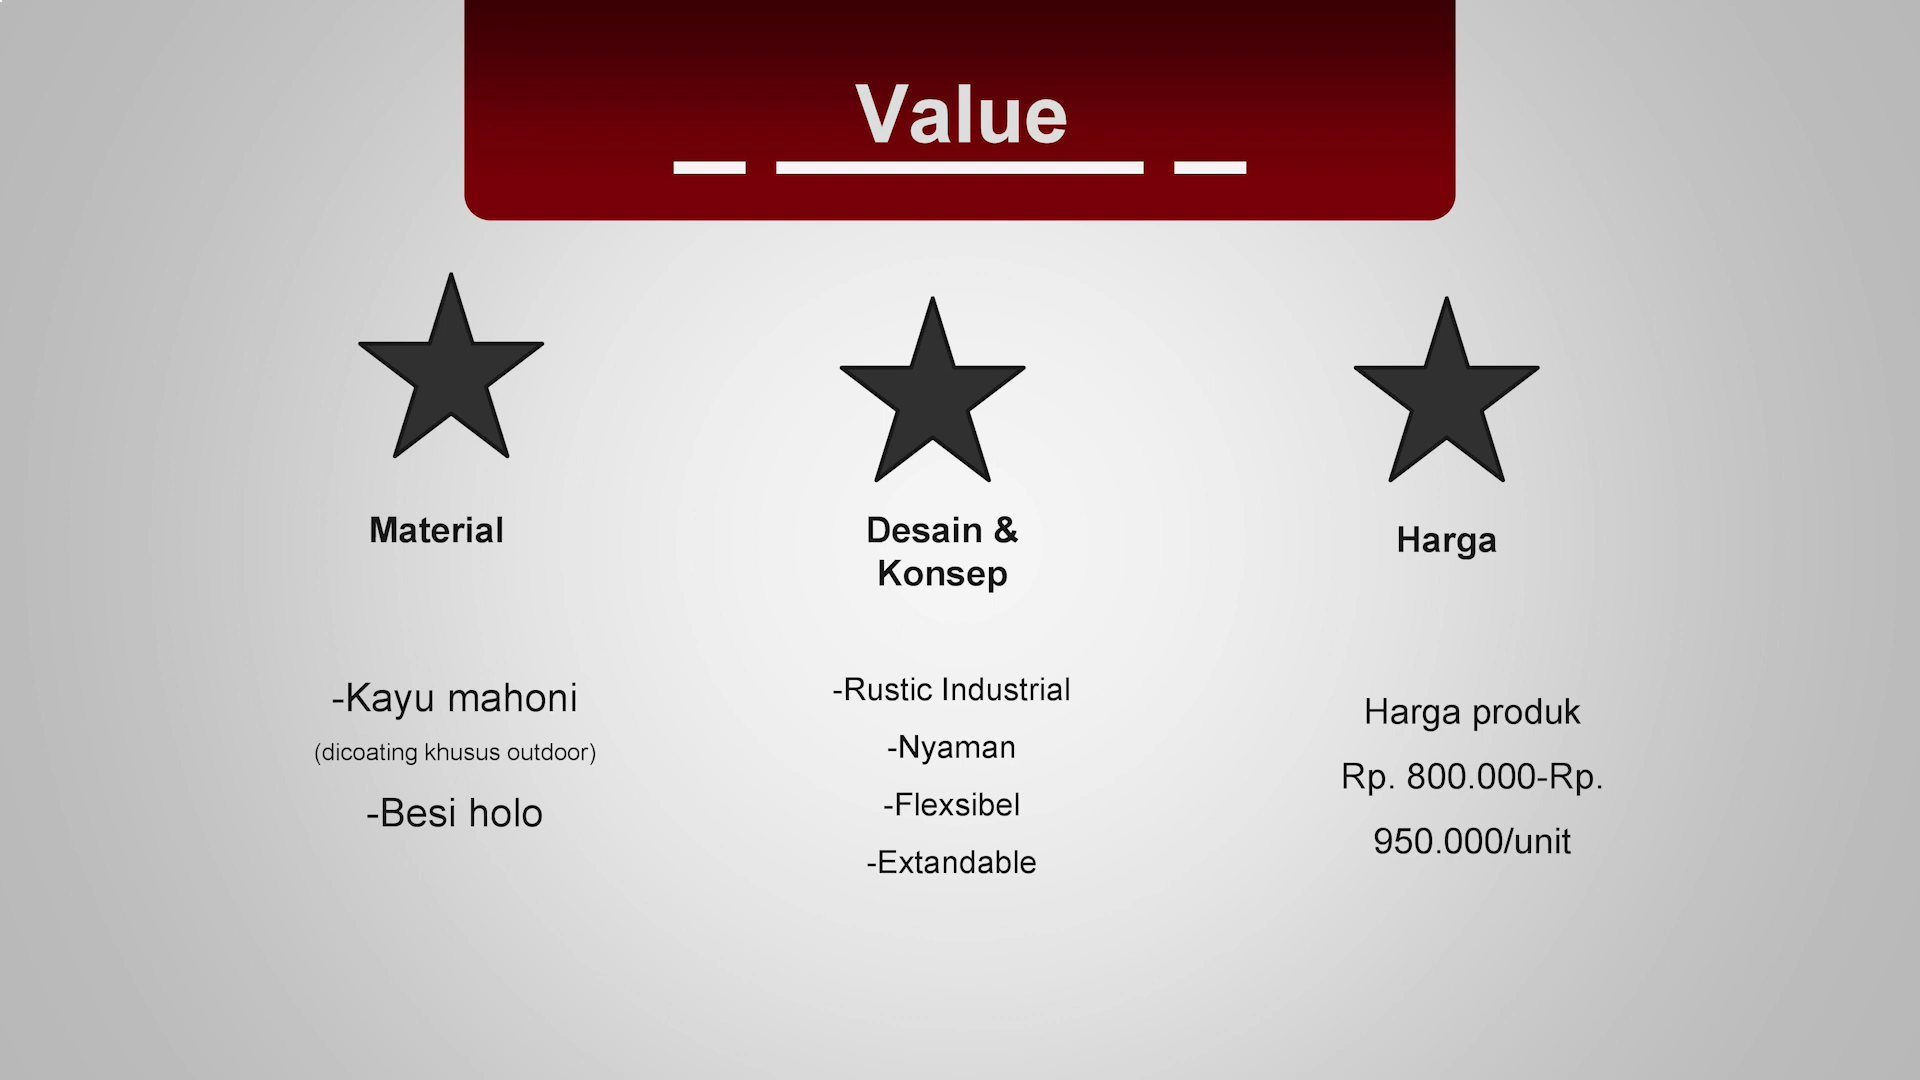 Value
Material
-Kayu mahoni
(dicoating khusus outdoor)
-Besi holo
Desain &
Konsep
-Rustic Industrial
-Nyaman
-Flexsibel
-Extandable
Harga
Harga produk
Rp. 800.000-Rp.
950.000/unit